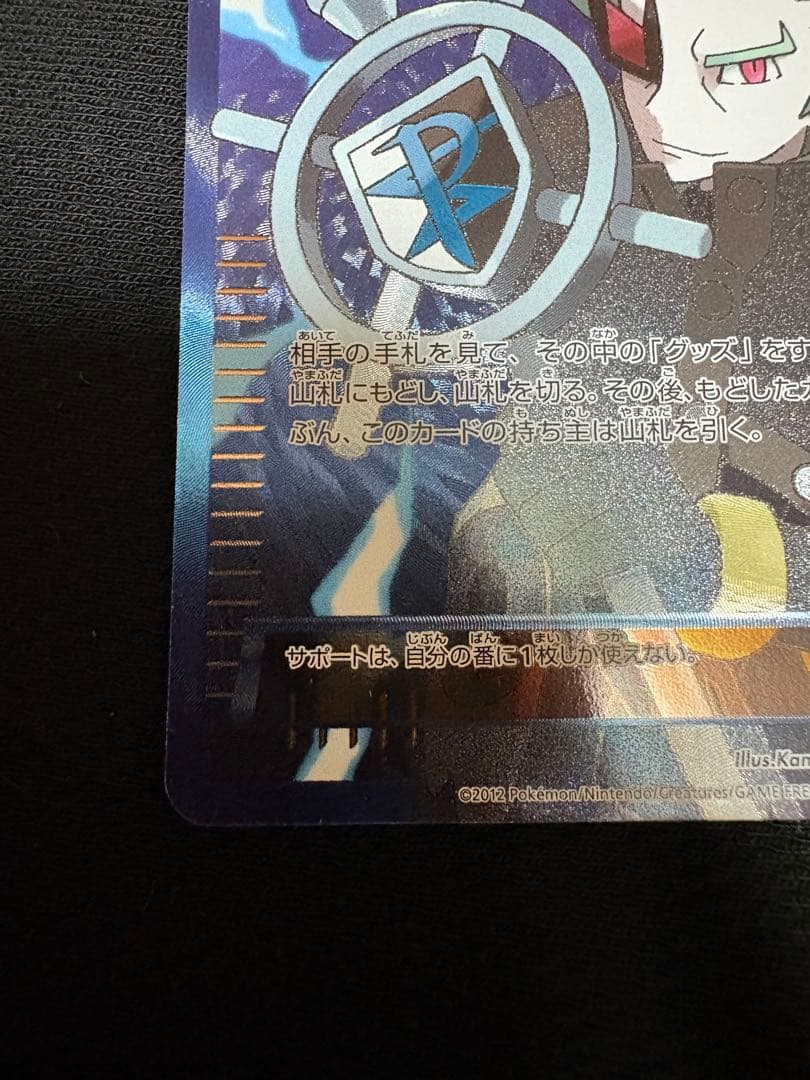 相手の手札を見て、その中の「グッズ」をす
山札にもどし、山札を切る。その後、もどした
ぶん、このカードの持ち主は山札を引く。
サポートは、自分の番に1枚しか使えない。
Illus.Kan
©2012 Pokémon/Nintendo/Creatures/GAME FRE